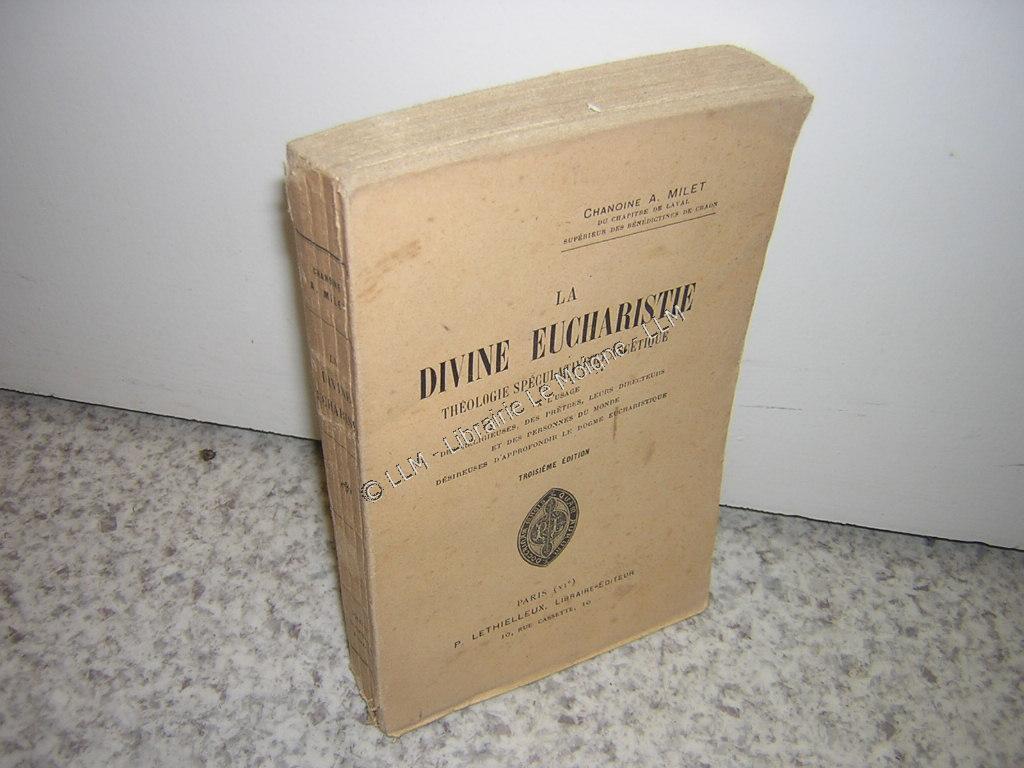 CHANOINE A. MILET
DU CHAPITRE DE LAVAL
SUPÉRIEUR DES BÉNÉDICTINES DE CRAON
LA
DIVINE EUCHARISTIE
THÉOLOGIE SPÉCULATIVE
A L'USAGE
DES RELIGIEUSES, DES PRÊTRES, LEURS DIRECTEURS
ET DES PERSONNES DU MONDE
DÉSIREUSES D'APPROFONDIR LE DOGME EUCHARISTIQUE
TROISIÈME ÉDITION
PARIS (VIe)
P. LETHIELLEUX, LIBRAIRE-ÉDITEUR
10, RUE CASSETTE, 10
CHANOINE
A. MILET
LA
DIVINE
EUCHARISTIE
© LLM - Librairie Le Moigne - LLM